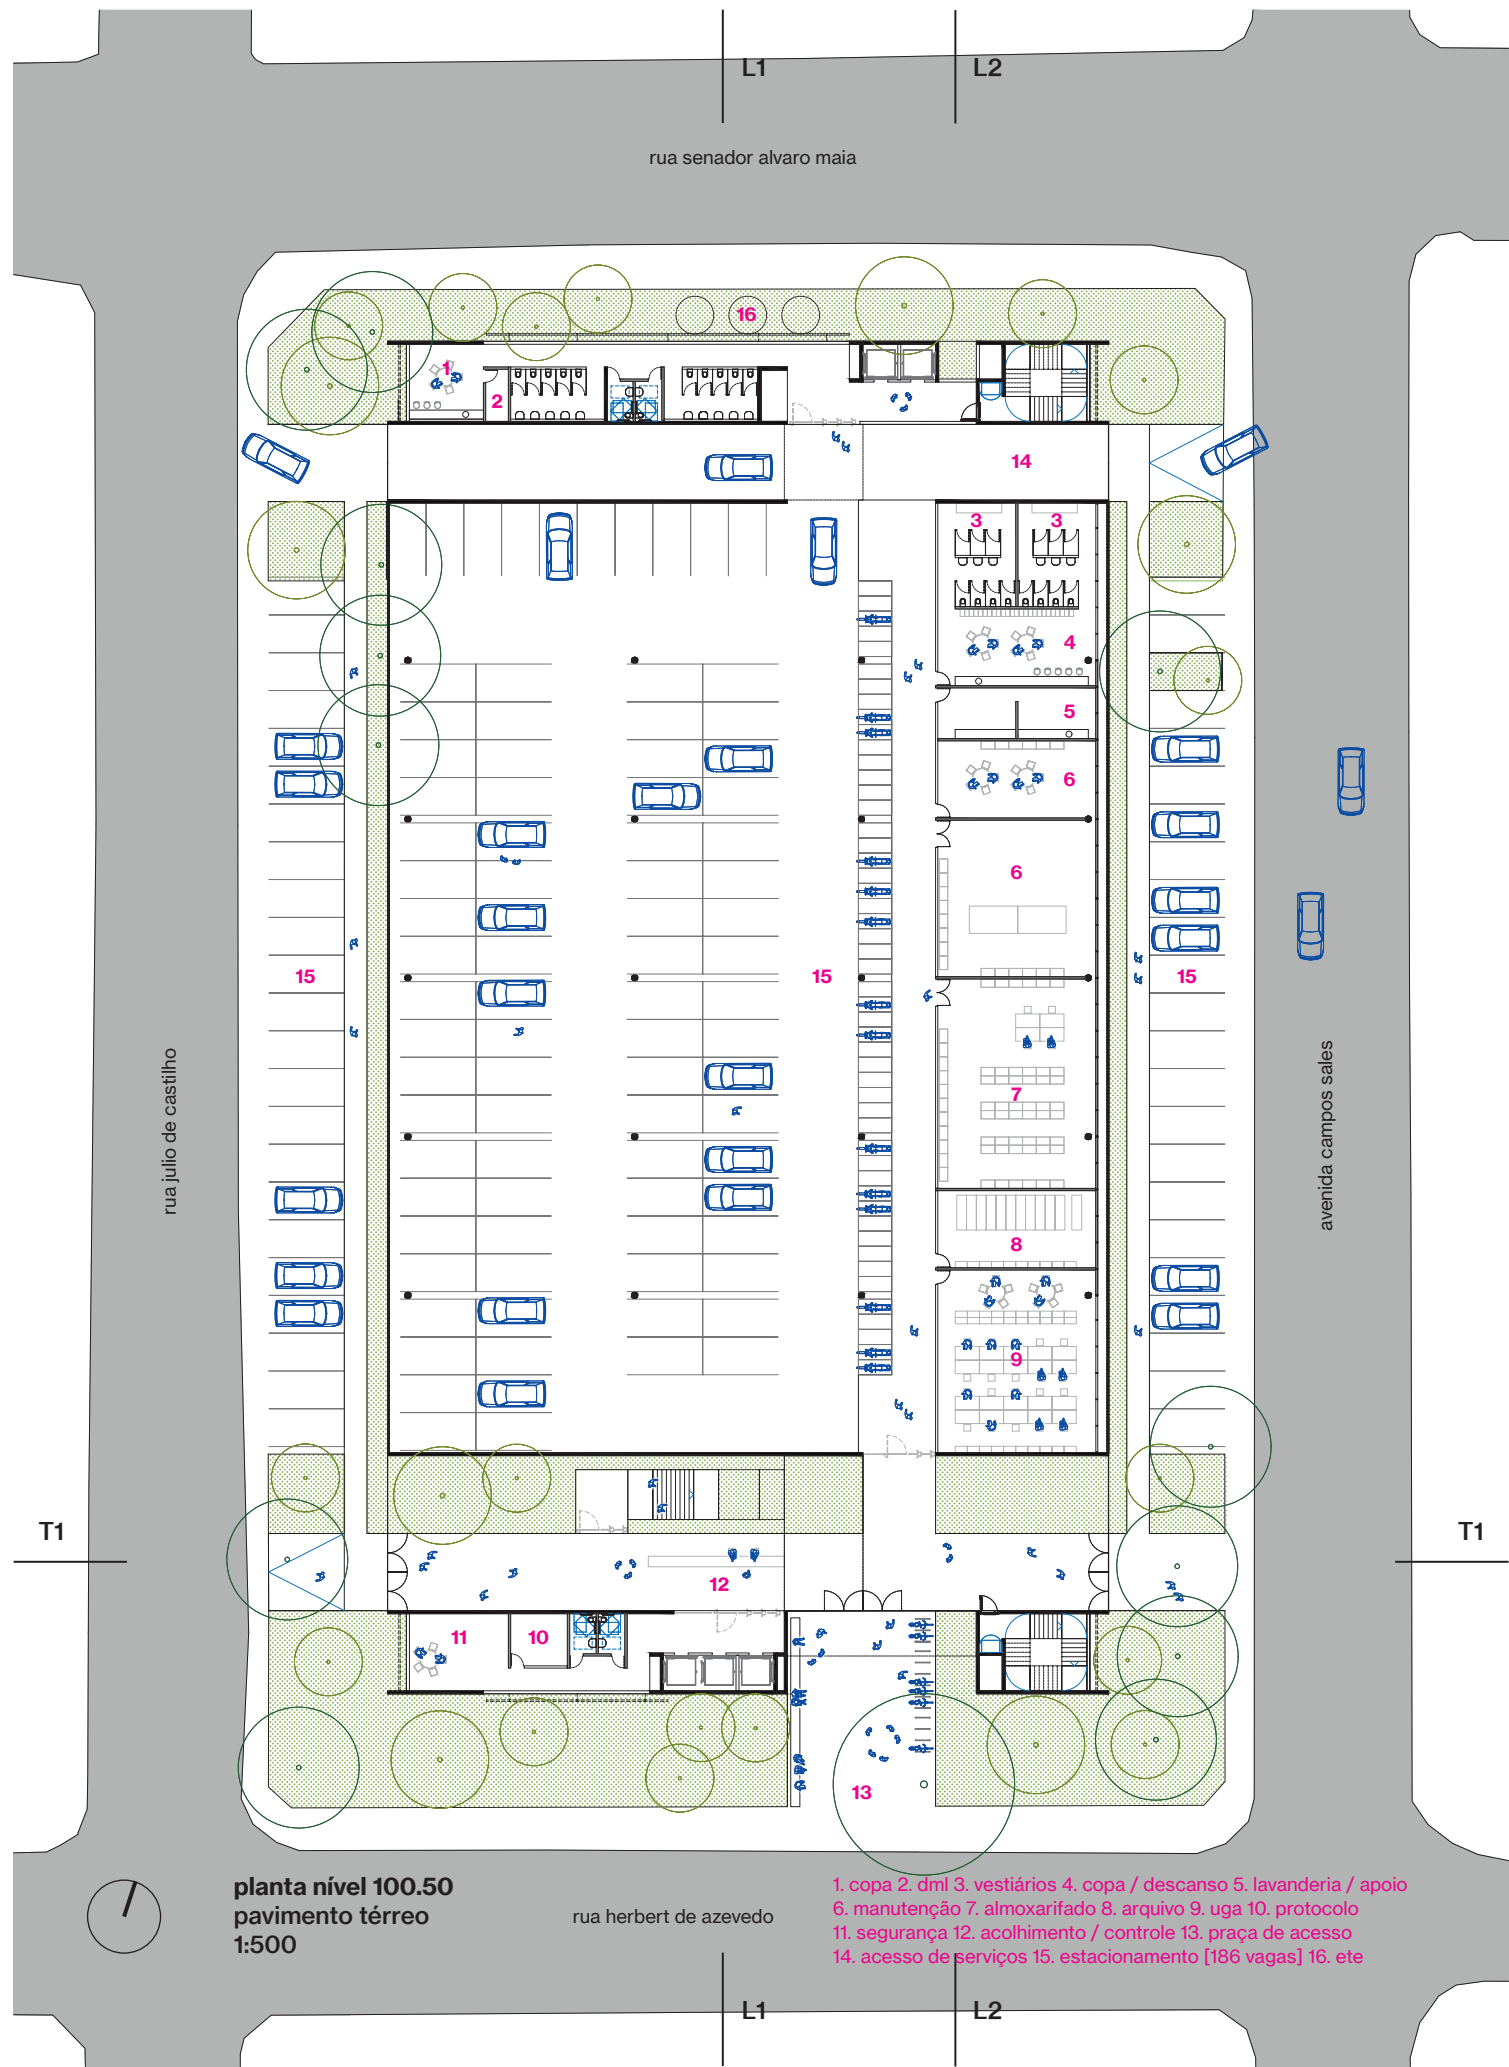 L1
L2
rua senador alvaro maia
16
1
2
14
3
3
4
5
6
6
15
15
15
7
rua julio de castilho
avenida campos sales
8
9
T1
T1
12
11
10
13
planta nível 100.50
pavimento térreo
1:500
rua herbert de azevedo
1. copa 2. dml 3. vestiários 4. copa / descanso 5. lavanderia / apoio
6. manutenção 7. almoxarifado 8. arquivo 9. uga 10. protocolo
11. segurança 12. acolhimento / controle 13. praça de acesso
14. acesso de serviços 15. estacionamento [186 vagas] 16. ete
L1
L2